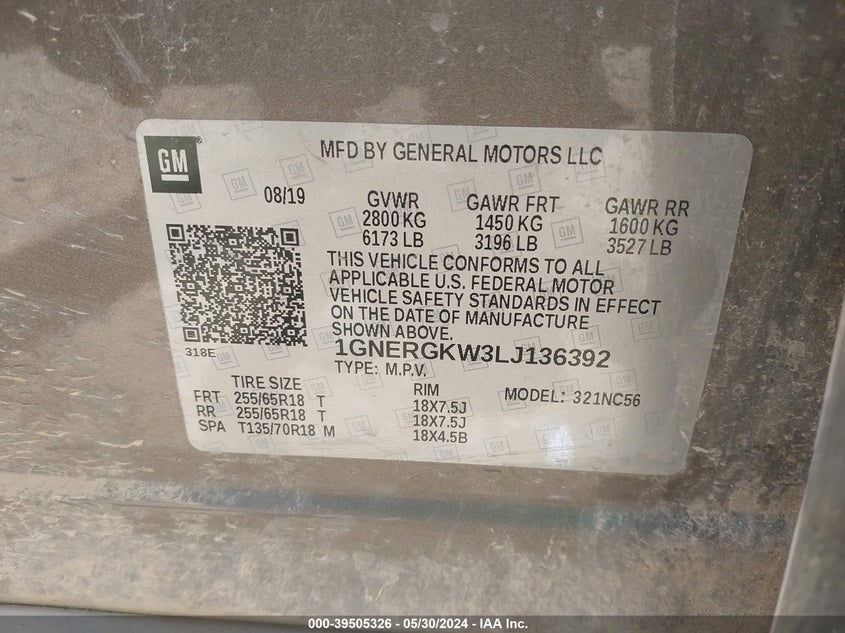 GM
MFD BY GENERAL MOTORS LLC
08/19
GVWR GAWR FRT GAWR RR
2800 KG 1450 KG 1600 KG
6173 LB 3196 LB 3527 LB
THIS VEHICLE CONFORMS TO ALL
APPLICABLE U.S. FEDERAL MOTOR
VEHICLE SAFETY STANDARDS IN EFFECT
ON THE DATE OF MANUFACTURE
SHOWN ABOVE.
318E
1GNERGKW3LJ136392
TYPE: M.P.V.
MODEL: 321NC56
TIRE SIZE RIM
FRT 255/65R18 T 18X7.5J
RR 255/65R18 T 18X7.5J
SPA T135/70R18 M 18X4.5B
000-39505326 - 05/30/2024 - IAA Inc.